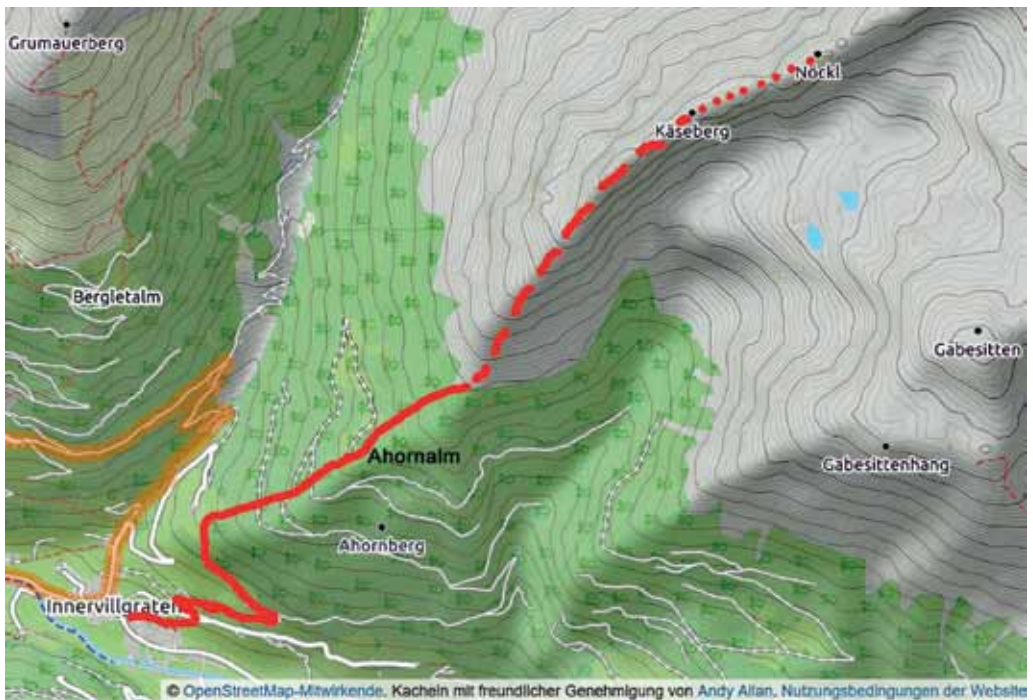 Grumauerberg
Nöckl
Käseberg
Bergletalm
Gabesitten
Ahornalm
Gabesittenhang
Ahornberg
Innervillgraten
© OpenStreetMap-Mitwirkende. Kacheln mit freundlicher Genehmigung von Andy Allan. Nutzungsbedingungen der Website